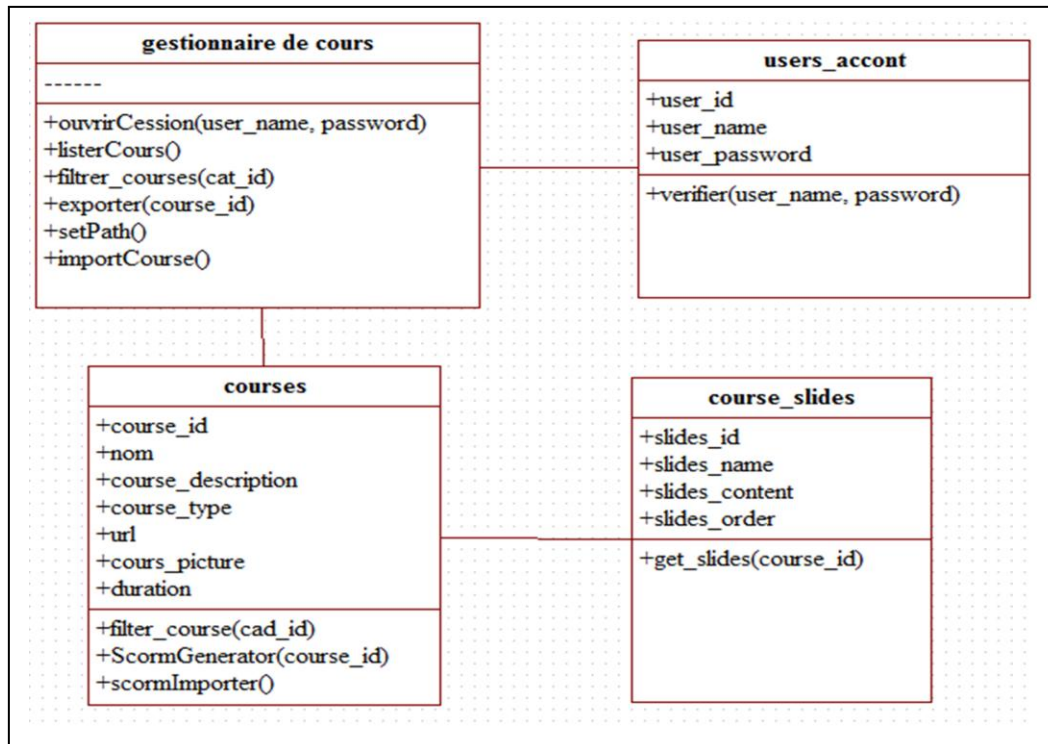 gestionnaire de cours
------
+ouvrirCession(user_name, password)
+listerCours()
+filtrer_courses(cat_id)
+exporter(course_id)
+setPath()
+importCourse()
users_accont
+user_id
+user_name
+user_password
+verifier(user_name, password)
courses
+course_id
+nom
+course_description
+course_type
+url
+cours_picture
+duration
+filter_course(cad_id)
+ScormGenerator(course_id)
+scormImporter()
course_slides
+slides_id
+slides_name
+slides_content
+slides_order
+get_slides(course_id)